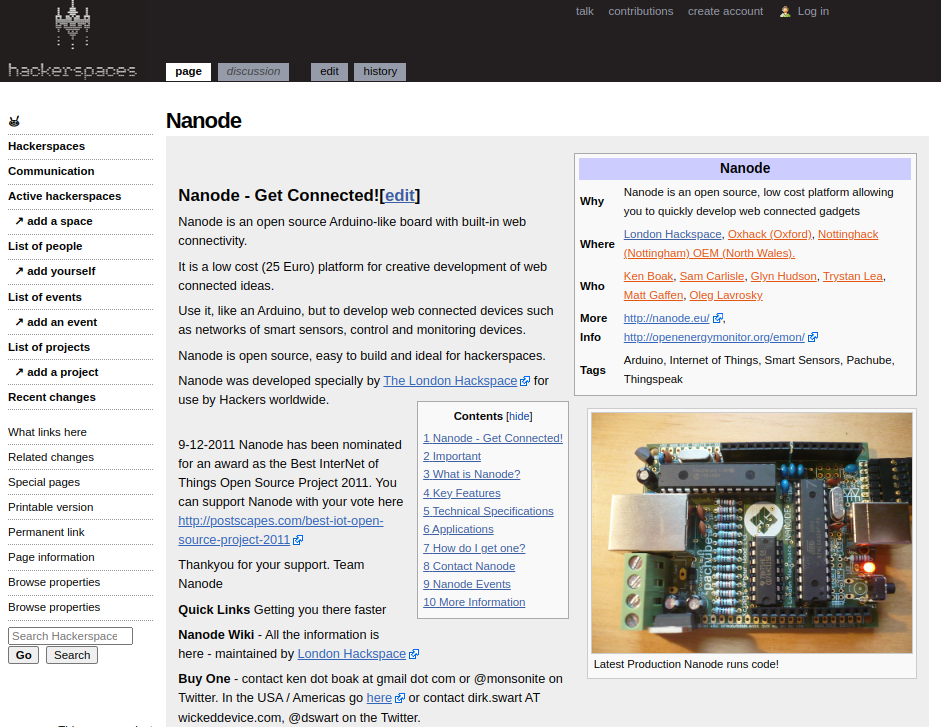 talk contributions create account Log in
hackerspaces
page discussion edit history
Hackerspaces
Communication
Active hackerspaces
↗ add a space
List of people
↗ add yourself
List of events
↗ add an event
List of projects
↗ add a project
Recent changes
What links here
Related changes
Special pages
Printable version
Permanent link
Page information
Browse properties
Browse properties
Search Hackerspace
Go Search
Nanode
Nanode - Get Connected![edit]
Nanode is an open source Arduino-like board with built-in web
connectivity.
It is a low cost (25 Euro) platform for creative development of web
connected ideas.
Use it, like an Arduino, but to develop web connected devices such
as networks of smart sensors, control and monitoring devices.
Nanode is open source, easy to build and ideal for hackerspaces.
Nanode was developed specially by The London Hackspace for
use by Hackers worldwide.
Contents [hide]
1 Nanode - Get Connected!
2 Important
3 What is Nanode?
4 Key Features
5 Technical Specifications
6 Applications
7 How do I get one?
8 Contact Nanode
9 Nanode Events
10 More Information
9-12-2011 Nanode has been nominated
for an award as the Best InterNet of
Things Open Source Project 2011. You
can support Nanode with your vote here
http://postscapes.com/best-iot-open-
source-project-2011
Thankyou for your support. Team
Nanode
Quick Links Getting you there faster
Nanode Wiki - All the information is
here - maintained by London Hackspace
Buy One - contact ken dot boak at gmail dot com or @monsonite on
Twitter. In the USA / Americas go here or contact dirk.swart AT
wickeddevice.com, @dswart on the Twitter.
Nanode
Why Nanode is an open source, low cost platform allowing
you to quickly develop web connected gadgets
Where London Hackspace, Oxhack (Oxford), Nottinghack
(Nottingham) OEM (North Wales).
Who Ken Boak, Sam Carlisle, Glyn Hudson, Trystan Lea,
Matt Gaffen, Oleg Lavrosky
More http://nanode.eu/ ,
Info http://openenergymonitor.org/emon/
Tags Arduino, Internet of Things, Smart Sensors, Pachube,
Thingspeak
pachube
NANODE
Latest Production Nanode runs code!